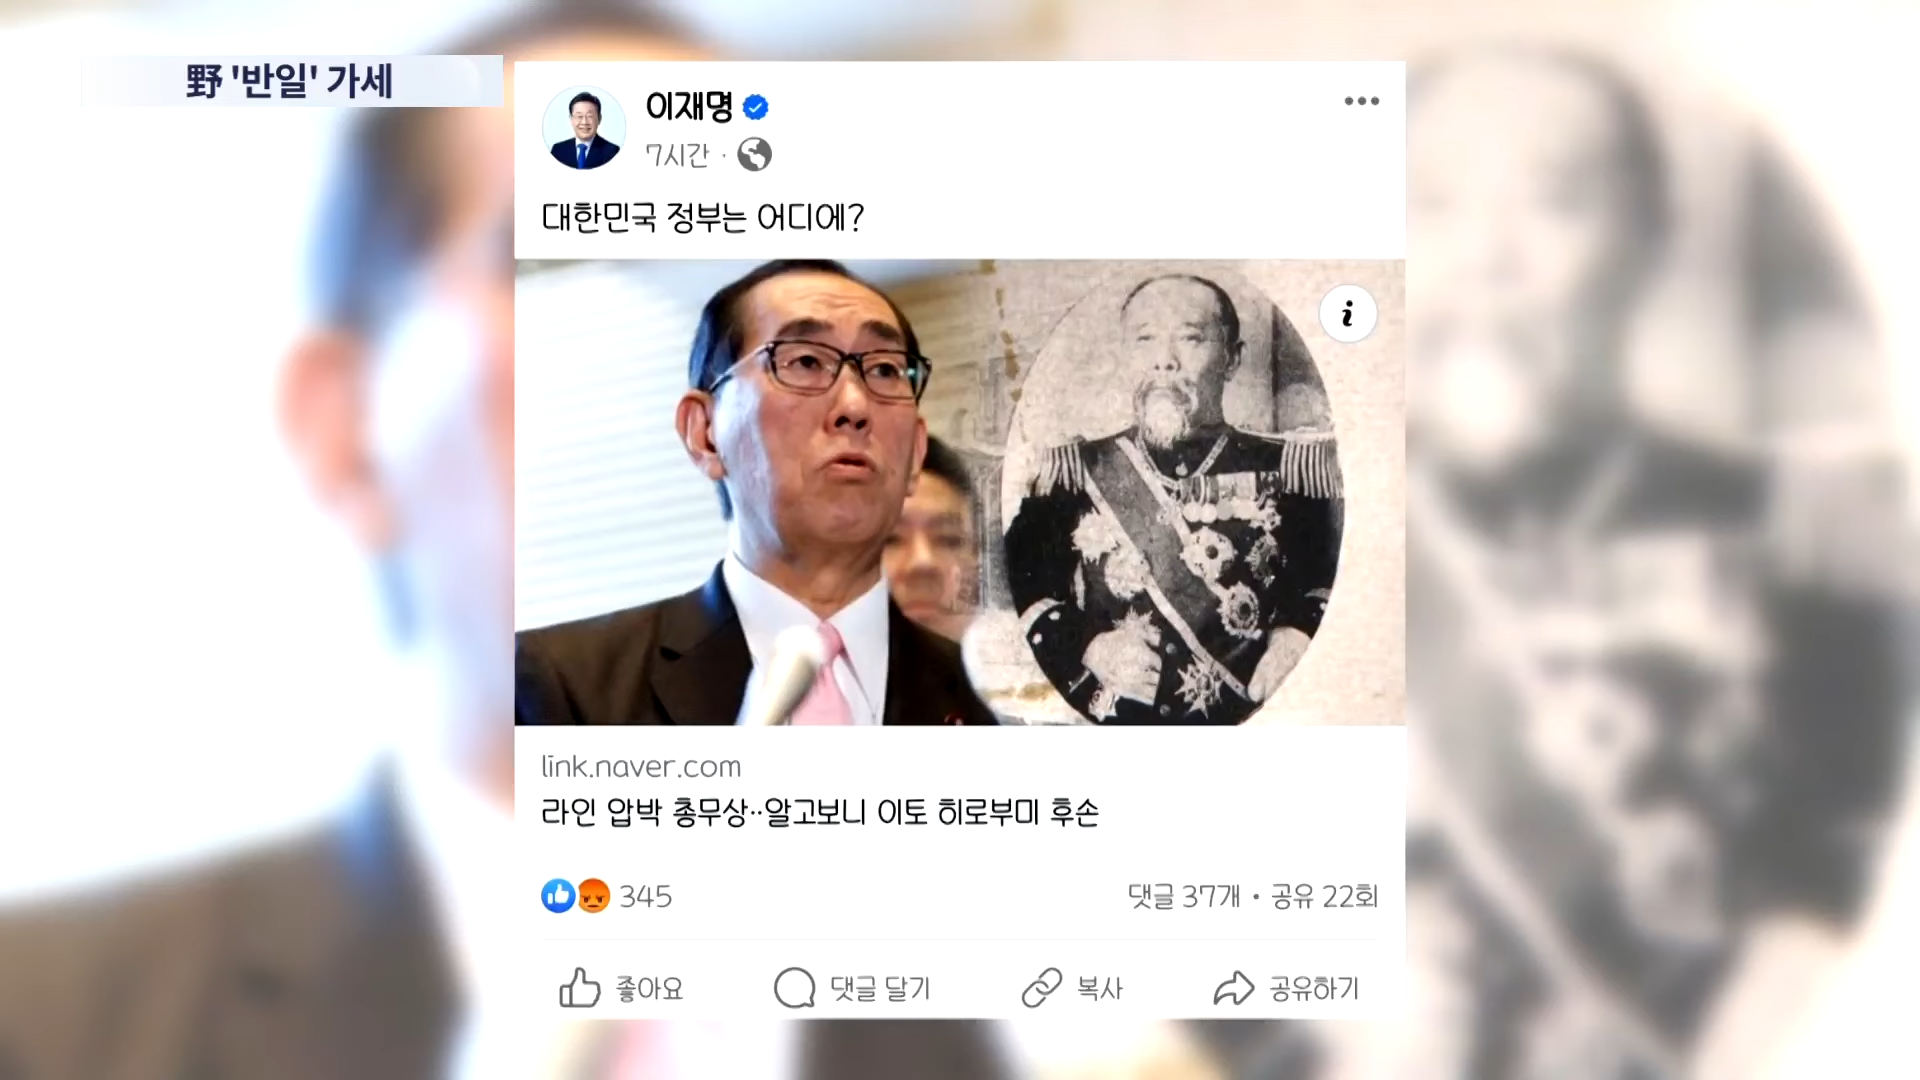 野 '반일' 가세
이재명
7시간 ·
대한민국 정부는 어디에?
i
link.naver.com
라인 압박 총무상··알고보니 이토 히로부미 후손
345
댓글 37개 · 공유 22회
좋아요
댓글 달기
복사
공유하기